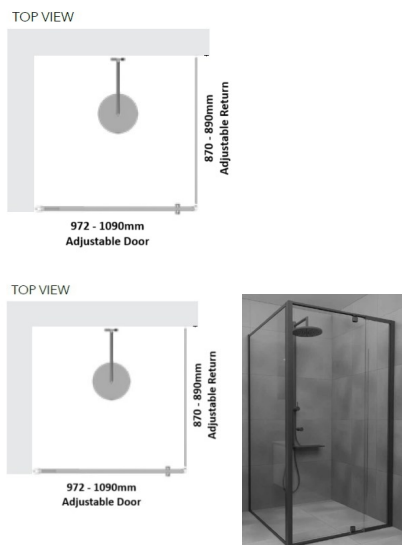 TOP VIEW
870 - 890mm
Adjustable Return
972 - 1090mm
Adjustable Door
TOP VIEW
870 - 890mm
Adjustable Return
972 - 1090mm
Adjustable Door